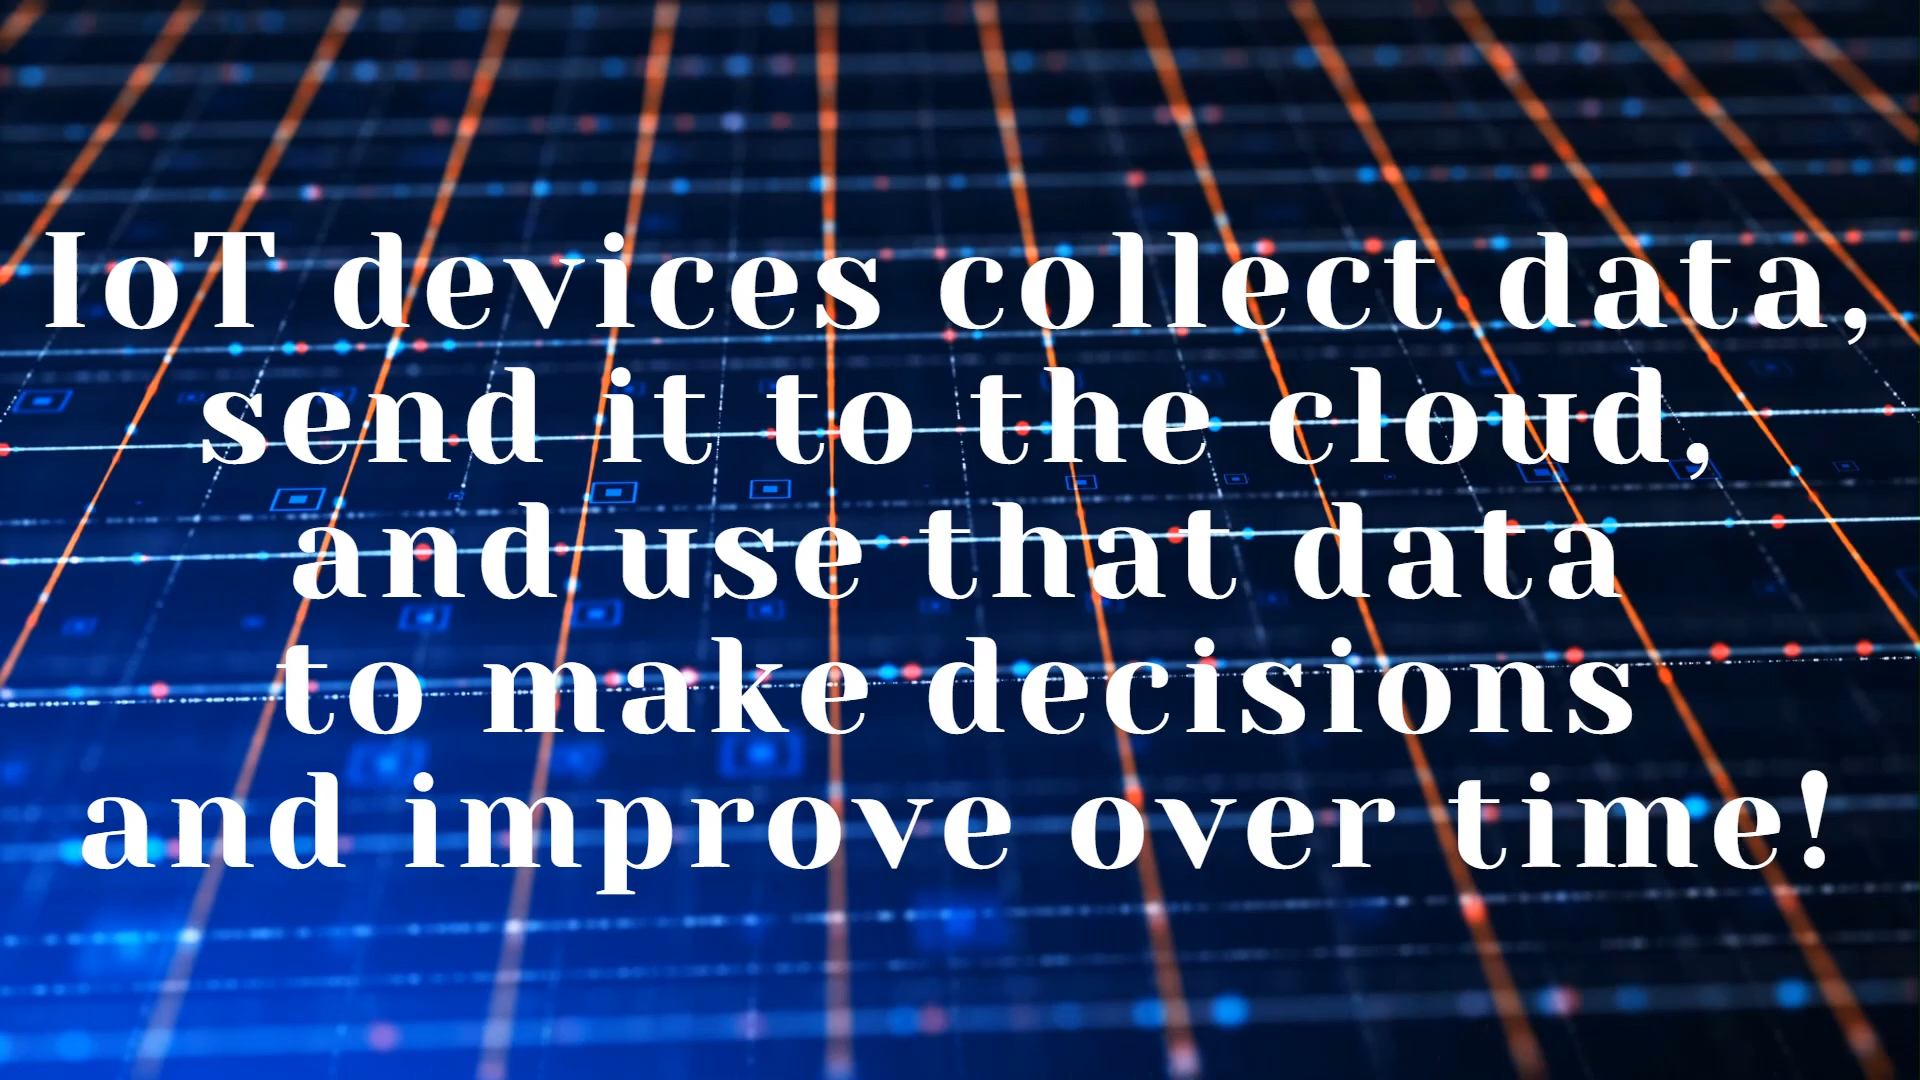 IoT devices collect data,
send it to the cloud,
and use that data
to make decisions
and improve over time!